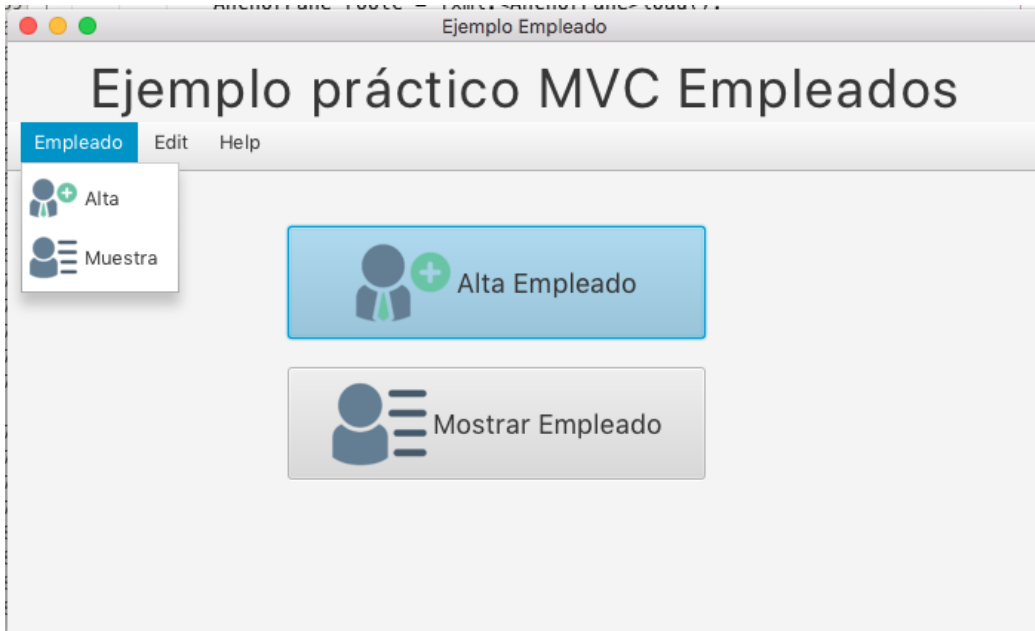 Ejemplo Empleado
Ejemplo práctico MVC Empleados
Empleado Edit Help
Alta
Muestra
Alta Empleado
Mostrar Empleado